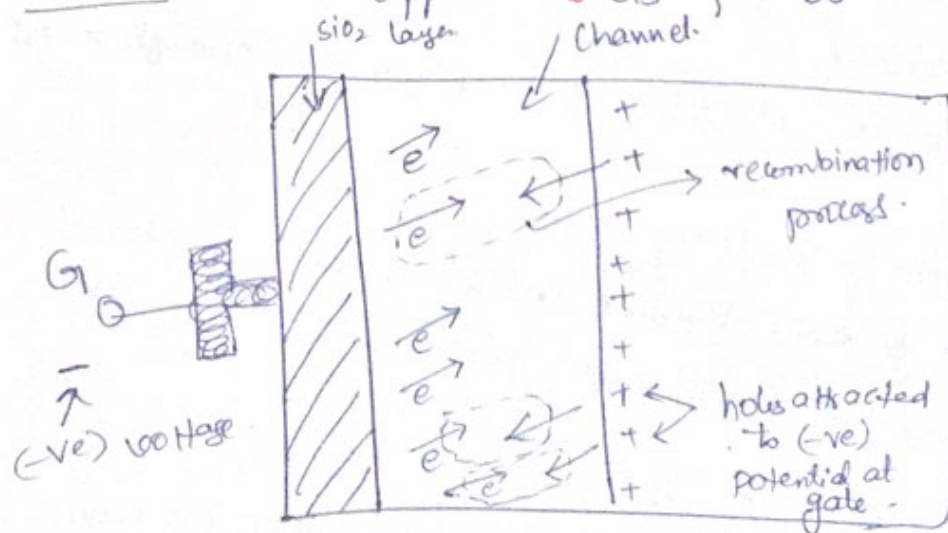 SiO₂ layer
Channel.
e
+
e
+
recombination
process.
+
+
G
+
e
+
e
-
(-ve) voltage
+
holes attracted
to (-ve)
potential at
gate.
e
+
e
+